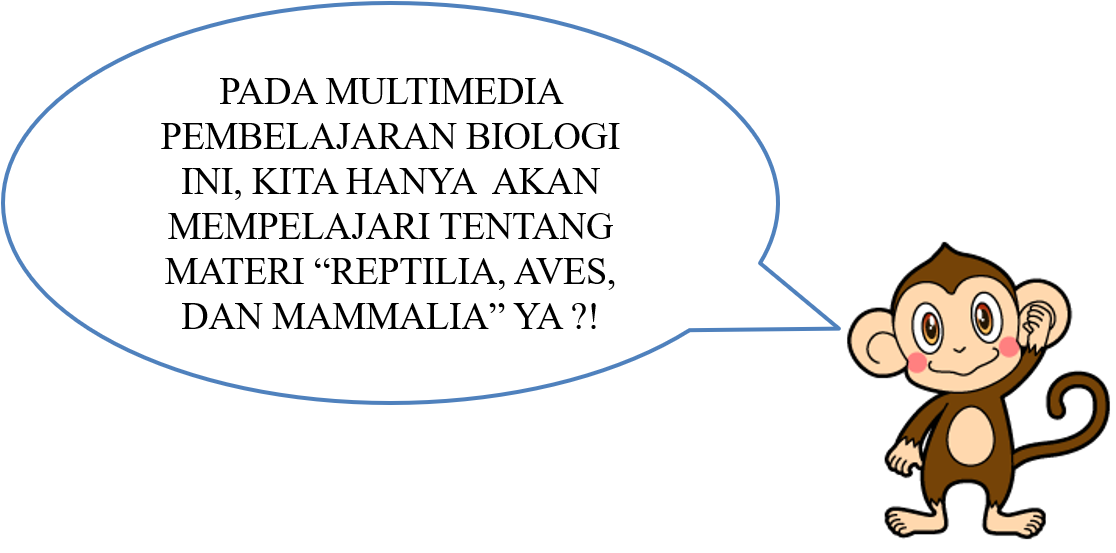 PADA MULTIMEDIA
PEMBELAJARAN BIOLOGI
INI, KITA HANYA  AKAN
MEMPELAJARI TENTANG
MATERI “REPTILIA, AVES,
DAN MAMMALIA” YA ?!